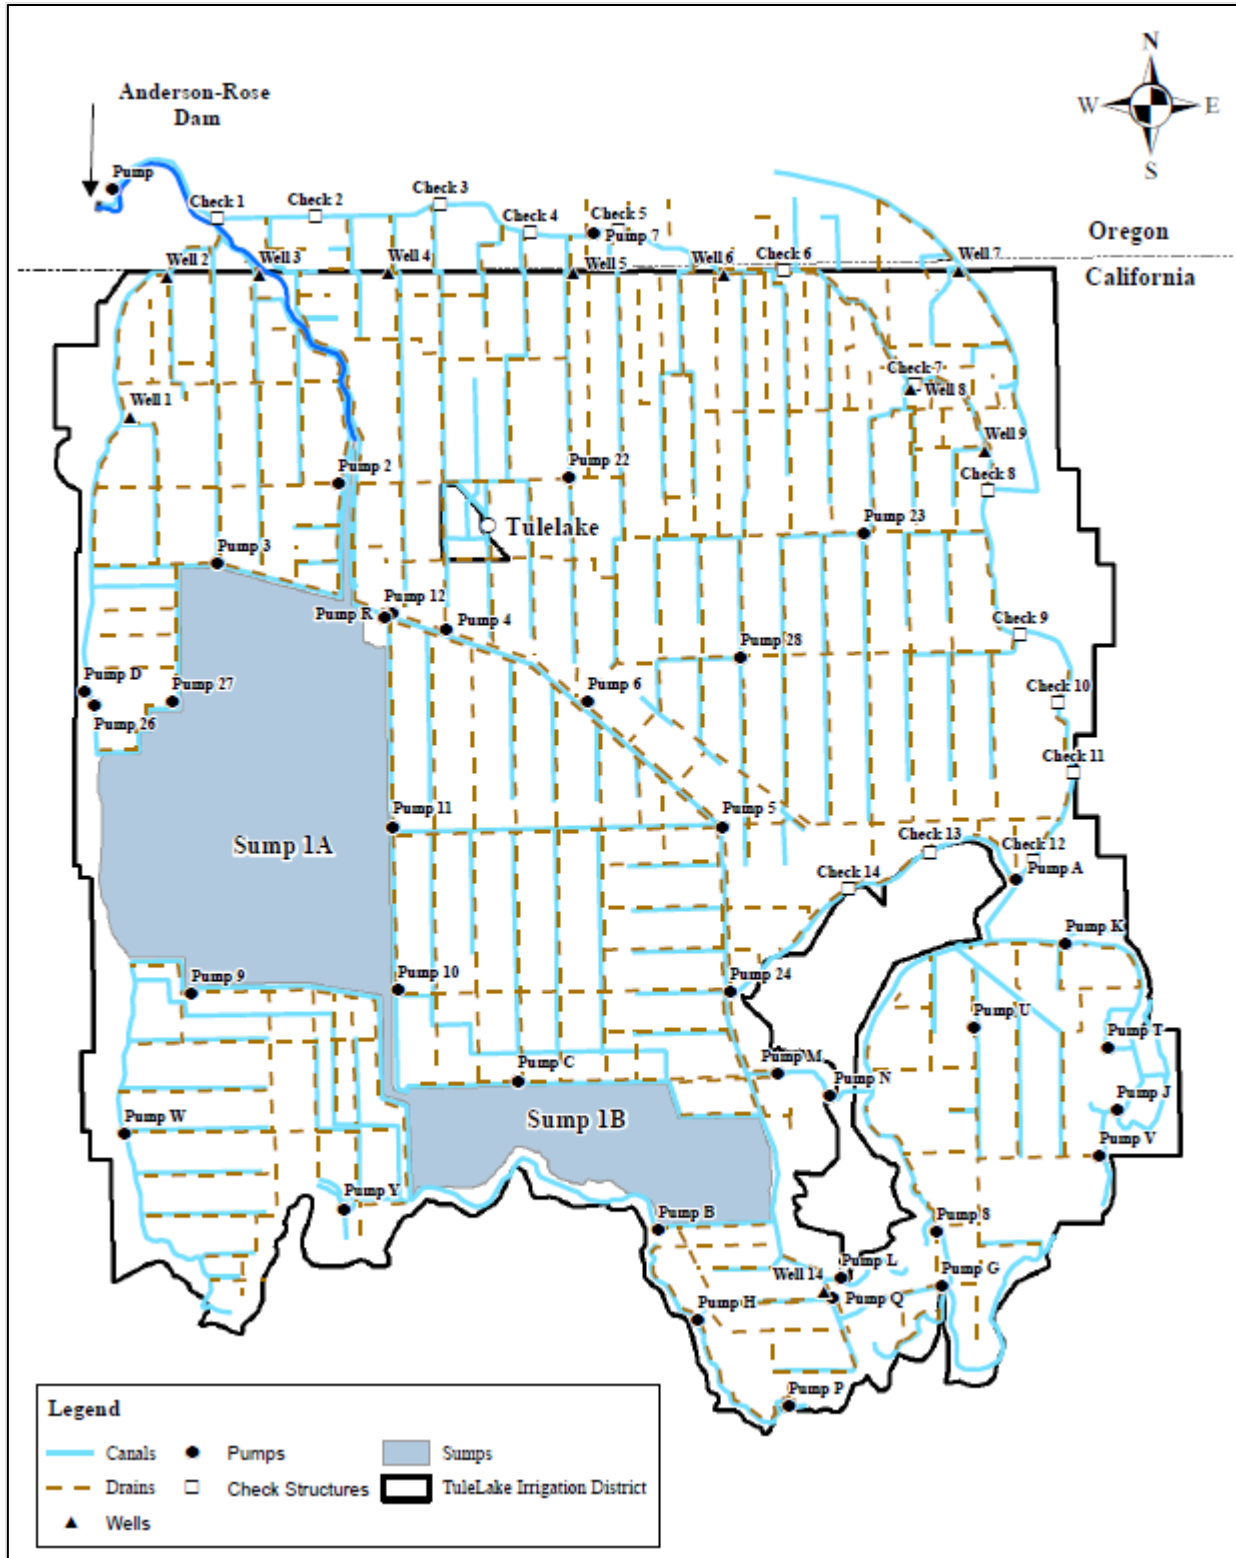 N
Anderson-Rose
Dam
W
E
S
Pump
Check 1
Check 2
Check 3
Check 4
Check 5
Pump 7
Oregon
Well 2
Well 3
Well 4
Well 5
Well 6
Check 6
Well 7
California
Check 7
Well 8
Well 1
Well 9
Pump 2
Pump 22
Check 8
Tulelake
Pump 23
Pump 3
Pump R
Pump 12
Pump 4
Check 9
Pump 28
Pump D
Pump 27
Pump 6
Check 10
Pump 26
Check 11
Pump 11
Pump 5
Sump 1A
Check 13
Check 12
Check 14
Pump A
Pump K
Pump 9
Pump 10
Pump 24
Pump U
Pump T
Pump C
Pump M
Pump N
Pump J
Sump 1B
Pump W
Pump V
Pump Y
Pump B
Pump 8
Pump L
Well 14
Pump G
Pump H
Pump Q
Pump P
Legend
Canals
Pumps
Sumps
Drains
Check Structures
TuleLake Irrigation District
Wells